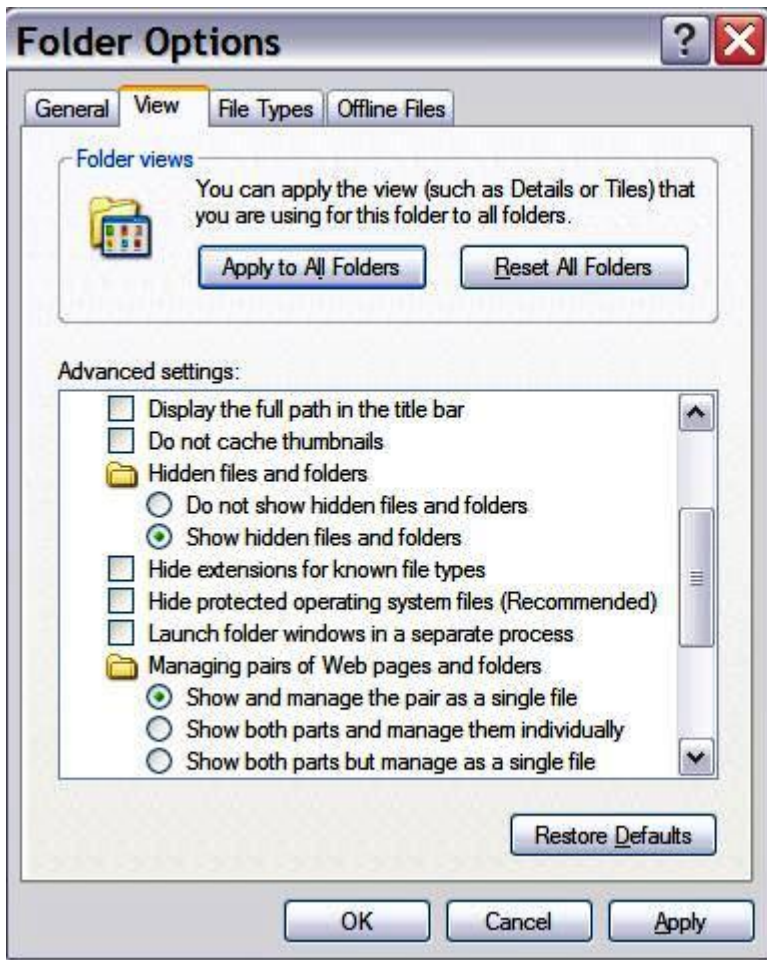 Folder Options
General View File Types Offline Files
Folder views
You can apply the view (such as Details or Tiles) that
you are using for this folder to all folders.
Apply to All Folders Reset All Folders
Advanced settings:
Display the full path in the title bar
Do not cache thumbnails
Hidden files and folders
Do not show hidden files and folders
Show hidden files and folders
Hide extensions for known file types
Hide protected operating system files (Recommended)
Launch folder windows in a separate process
Managing pairs of Web pages and folders
Show and manage the pair as a single file
Show both parts and manage them individually
Show both parts but manage as a single file
Restore Defaults
OK Cancel Apply